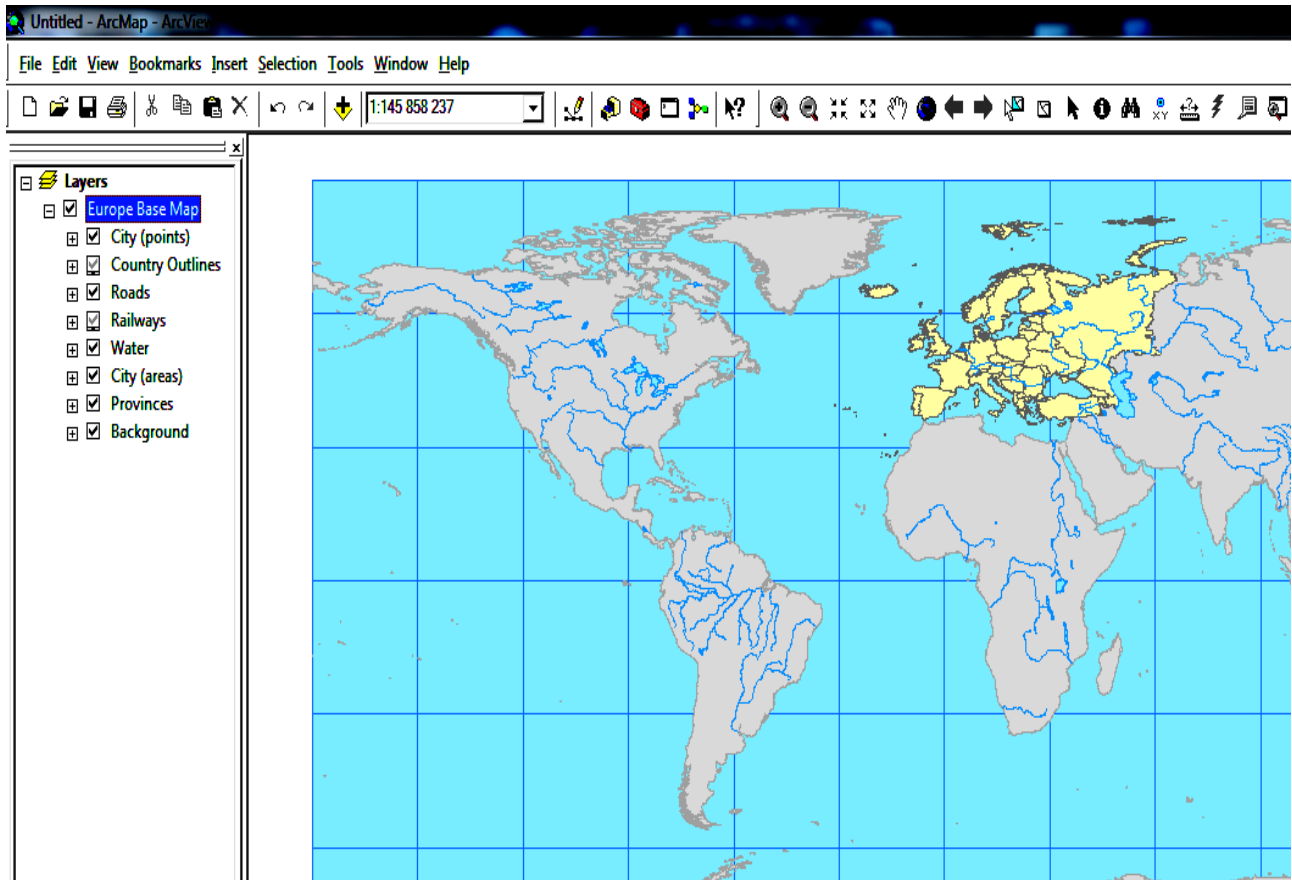 Untitled - ArcMap - ArcView
File Edit View Bookmarks Insert Selection Tools Window Help
1:145 858 237
Layers
Europe Base Map
City (points)
Country Outlines
Roads
Railways
Water
City (areas)
Provinces
Background